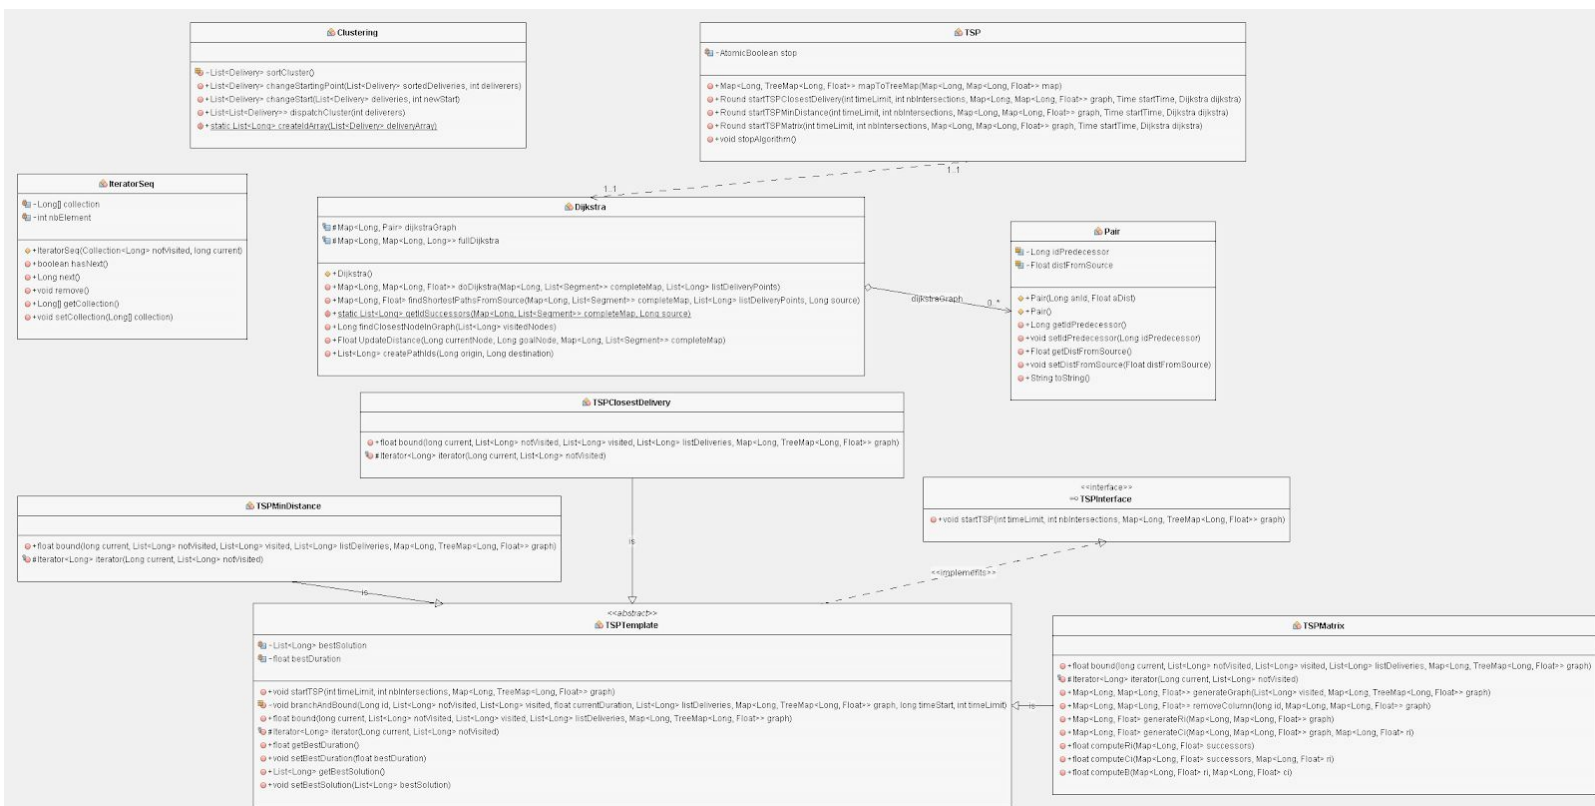 Clustering
-List<Delivery> sortCluster()
+List<Delivery> changeStartingPoint(List<Delivery> sortedDeliveries, int deliverers)
+List<Delivery> changeStart(List<Delivery> deliveries, int newStart)
+List<List<Delivery>> dispatchCluster(int deliverers)
+static List<Long> createIdArray(List<Delivery> deliveryArray)
TSP
-AtomicBoolean stop
+Map<Long, TreeMap<Long, Float>> mapToTreeMap(Map<Long, Map<Long, Float>> map)
+Round startTSPClosestDelivery(int timeLimit, int nbIntersections, Map<Long, Map<Long, Float>> graph, Time startTime, Dijkstra dijkstra)
+Round startTSPMinDistance(int timeLimit, int nbIntersections, Map<Long, Map<Long, Float>> graph, Time startTime, Dijkstra dijkstra)
+Round startTSPMatrix(int timeLimit, int nbIntersections, Map<Long, Map<Long, Float>> graph, Time startTime, Dijkstra dijkstra)
+void stopAlgorithm()
1..1
1..1
IteratorSeq
-Long[] collection
-int nbElement
+IteratorSeq(Collection<Long> notVisited, long current)
+boolean hasNext()
+Long next()
+void remove()
+Long[] getCollection()
+void setCollection(Long[] collection)
Dijkstra
#Map<Long, Pair> dijkstraGraph
#Map<Long, Map<Long, Long>> fullDijkstra
+Dijkstra()
+Map<Long, Map<Long, Float>> doDijkstra(Map<Long, List<Segment>> completeMap, List<Long> listDeliveryPoints)
+Map<Long, Float> findShortestPathsFromSource(Map<Long, List<Segment>> completeMap, List<Long> listDeliveryPoints, Long source)
+static List<Long> getIdSuccessors(Map<Long, List<Segment>> completeMap, Long source)
+Long findClosestNodeInGraph(List<Long> visitedNodes)
+Float UpdateDistance(Long currentNode, Long goalNode, Map<Long, List<Segment>> completeMap)
+List<Long> createPathIds(Long origin, Long destination)
dijkstraGraph
0..*
Pair
-Long idPredecessor
-Float distFromSource
+Pair(Long anId, Float aDist)
+Pair()
+Long getIdPredecessor()
+void setIdPredecessor(Long idPredecessor)
+Float getDistFromSource()
+void setDistFromSource(Float distFromSource)
+String toString()
TSPClosestDelivery
+float bound(long current, List<Long> notVisited, List<Long> visited, List<Long> listDeliveries, Map<Long, TreeMap<Long, Float>> graph)
#Iterator<Long> iterator(Long current, List<Long> notVisited)
is
TSPMinDistance
+float bound(long current, List<Long> notVisited, List<Long> visited, List<Long> listDeliveries, Map<Long, TreeMap<Long, Float>> graph)
#Iterator<Long> iterator(Long current, List<Long> notVisited)
is
<<interface>>
TSPInterface
+void startTSP(int timeLimit, int nbIntersections, Map<Long, TreeMap<Long, Float>> graph)
<<implements>>
<<abstract>>
TSPTemplate
-List<Long> bestSolution
-float bestDuration
+void startTSP(int timeLimit, int nbIntersections, Map<Long, TreeMap<Long, Float>> graph)
-void branchAndBound(Long id, List<Long> notVisited, List<Long> visited, float currentDuration, List<Long> listDeliveries, Map<Long, TreeMap<Long, Float>> graph, long timeStart, int timeLimit)
+float bound(long current, List<Long> notVisited, List<Long> visited, List<Long> listDeliveries, Map<Long, TreeMap<Long, Float>> graph)
#Iterator<Long> iterator(Long current, List<Long> notVisited)
+float getBestDuration()
+void setBestDuration(float bestDuration)
+List<Long> getBestSolution()
+void setBestSolution(List<Long> bestSolution)
is
TSPMatrix
+float bound(long current, List<Long> notVisited, List<Long> visited, List<Long> listDeliveries, Map<Long, TreeMap<Long, Float>> graph)
#Iterator<Long> iterator(Long current, List<Long> notVisited)
+Map<Long, Map<Long, Float>> generateGraph(List<Long> visited, Map<Long, TreeMap<Long, Float>> graph)
+Map<Long, Map<Long, Float>> removeColumn(long id, Map<Long, Map<Long, Float>> graph)
+Map<Long, Float> generateRi(Map<Long, Map<Long, Float>> graph)
+Map<Long, Float> generateCi(Map<Long, Map<Long, Float>> graph, Map<Long, Float> ri)
+float computeRi(Map<Long, Float> successors)
+float computeCi(Map<Long, Float> successors, Map<Long, Float> ri)
+float computeB(Map<Long, Float> ri, Map<Long, Float> ci)